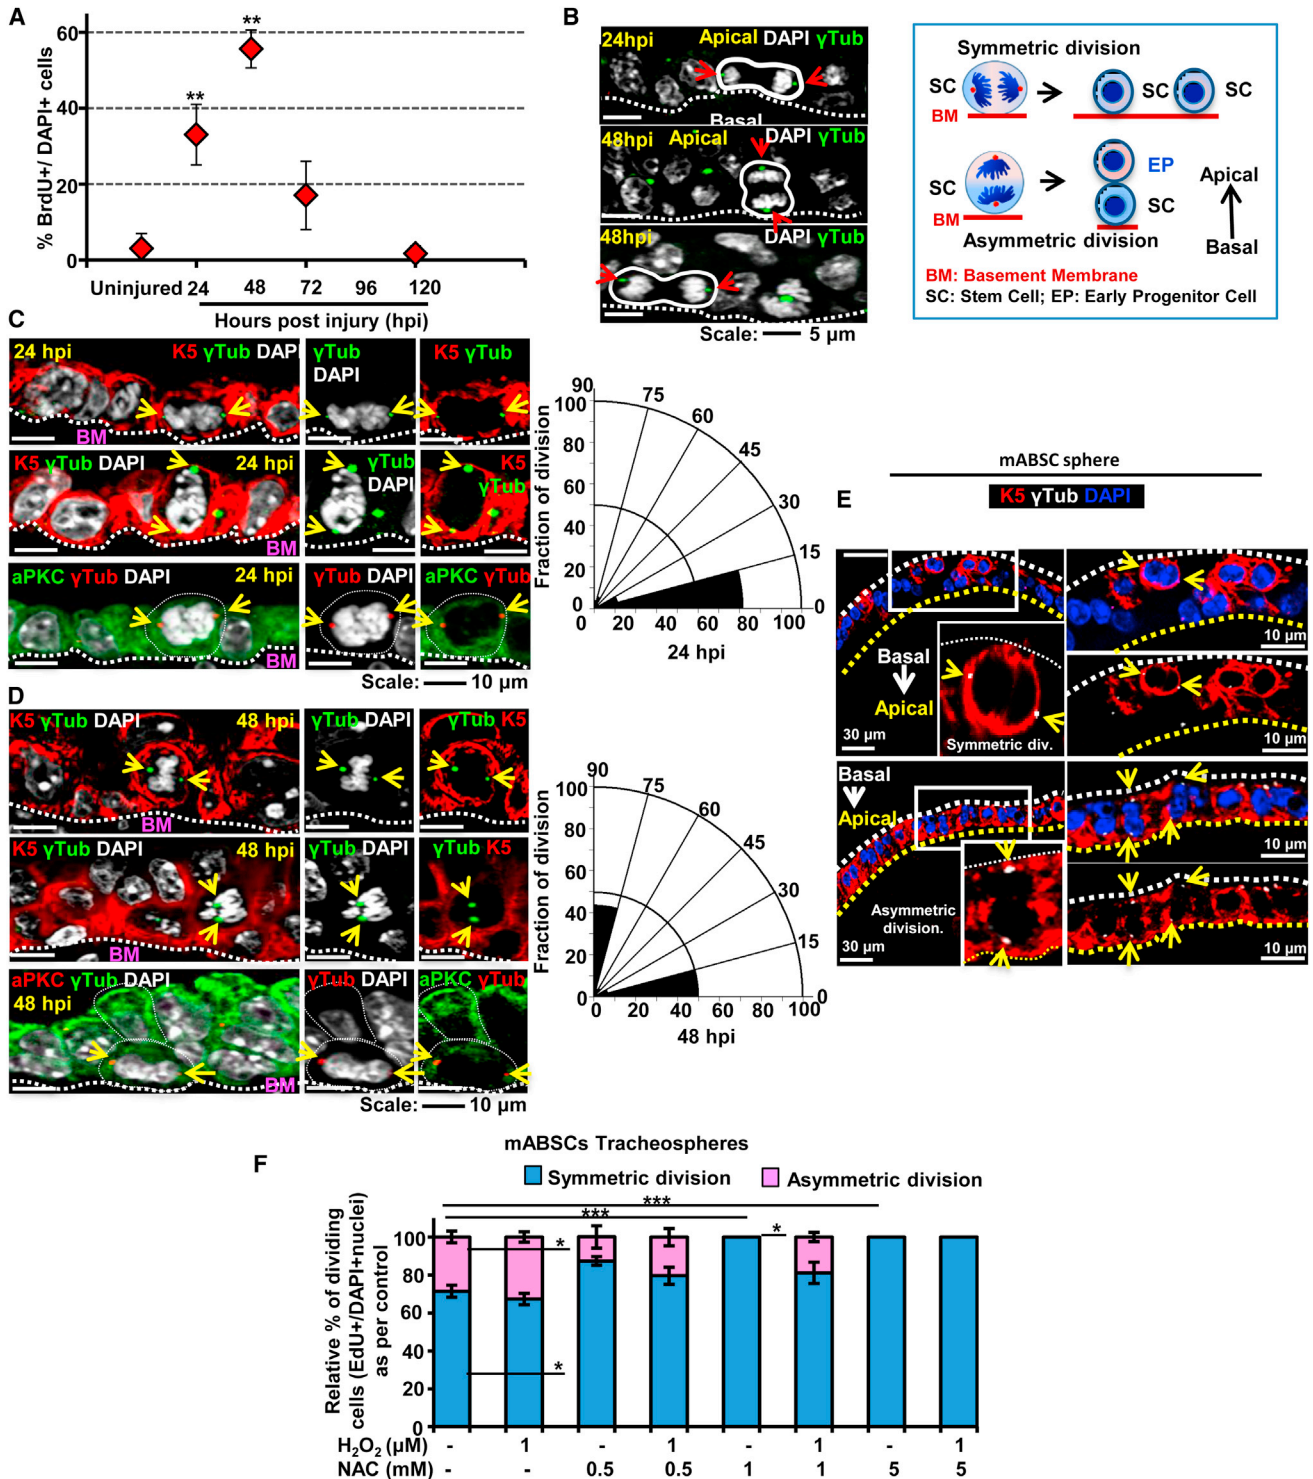 A
60
40
20
0
% BrdU+/ DAPI+ cells
**
**
Uninjured 24 48 72 96 120
Hours post injury (hpi)
B
24hpi Apical DAPI γTub
Basal
48hpi Apical DAPI γTub
48hpi DAPI γTub
Scale: 5 µm
Symmetric division
SC SC SC
BM
SC EP
SC
BM
Apical
Basal
Asymmetric division
BM: Basement Membrane
SC: Stem Cell; EP: Early Progenitor Cell
C
24 hpi K5 γTub DAPI
BM
γTub
DAPI
K5 γTub
K5 γTub DAPI 24 hpi
BM
γTub
DAPI
K5
γTub
aPKC γTub DAPI 24 hpi
BM
γTub DAPI
aPKC γTub
Scale: 10 µm
Fraction of division
100
80
60
40
20
0
90
75
60
45
30
15
0
0 20 40 60 80 100
24 hpi
D
K5 γTub DAPI 48 hpi
BM
γTub DAPI
γTub K5
K5 γTub DAPI 48 hpi
BM
γTub DAPI
γTub K5
aPKC γTub DAPI
48 hpi
BM
γTub DAPI
aPKC γTub
Scale: 10 µm
Fraction of division
100
80
60
40
20
0
90
75
60
45
30
15
0
0 20 40 60 80 100
48 hpi
E
mABSC sphere
K5 γTub DAPI
Basal
Apical
30 µm
Symmetric div.
10 µm
10 µm
Basal
Apical
Asymmetric
division.
30 µm
10 µm
10 µm
F
mABSCs Tracheospheres
Symmetric division Asymmetric division
Relative % of dividing
cells (EdU+/DAPI+nuclei)
as per control
100
80
60
40
20
0
***
***
*
*
*
H₂O₂ (µM) - 1 - 1 - 1 - 1
NAC (mM) - - 0.5 0.5 1 1 5 5